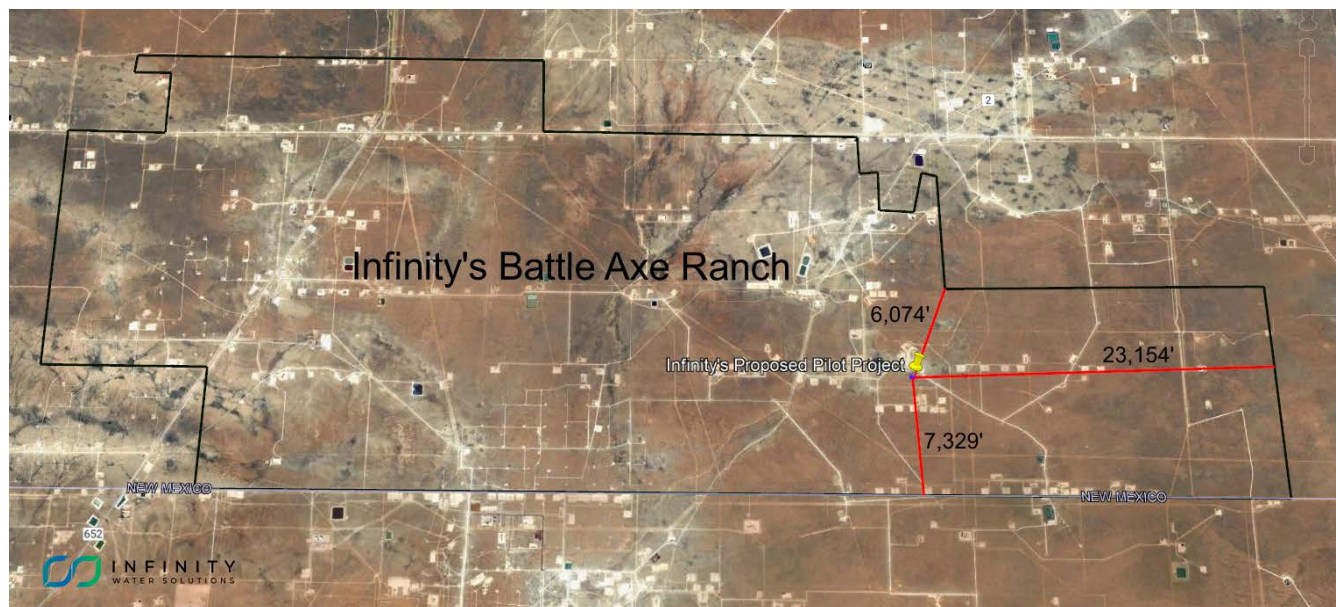 2
Infinity's Battle Axe Ranch
6,074'
Infinity's Proposed Pilot Project
23,154'
7,329'
NEW MEXICO
NEW MEXICO
652
INFINITY
WATER SOLUTIONS